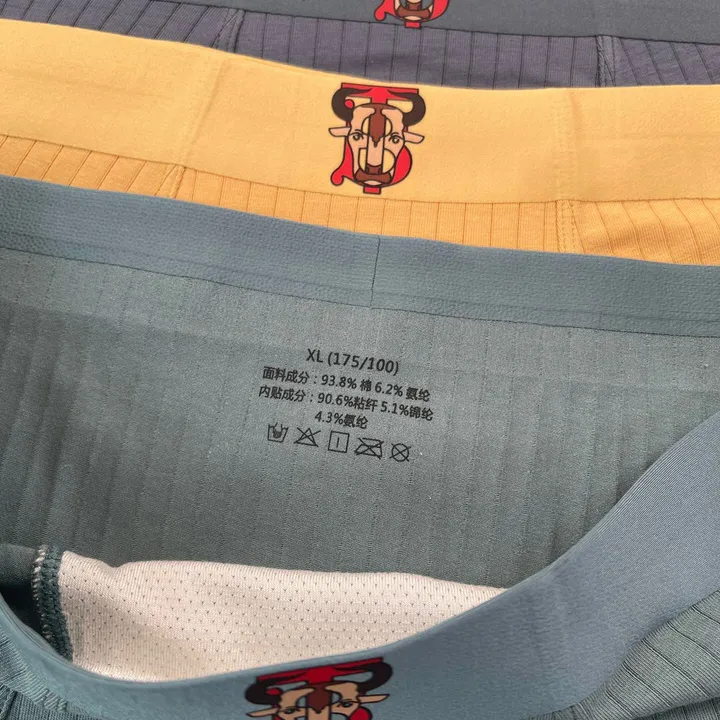 XL (175/100)
面料成分：93.8% 棉 6.2% 氨纶
内贴成分：90.6%粘纤 5.1%锦纶
4.3%氨纶